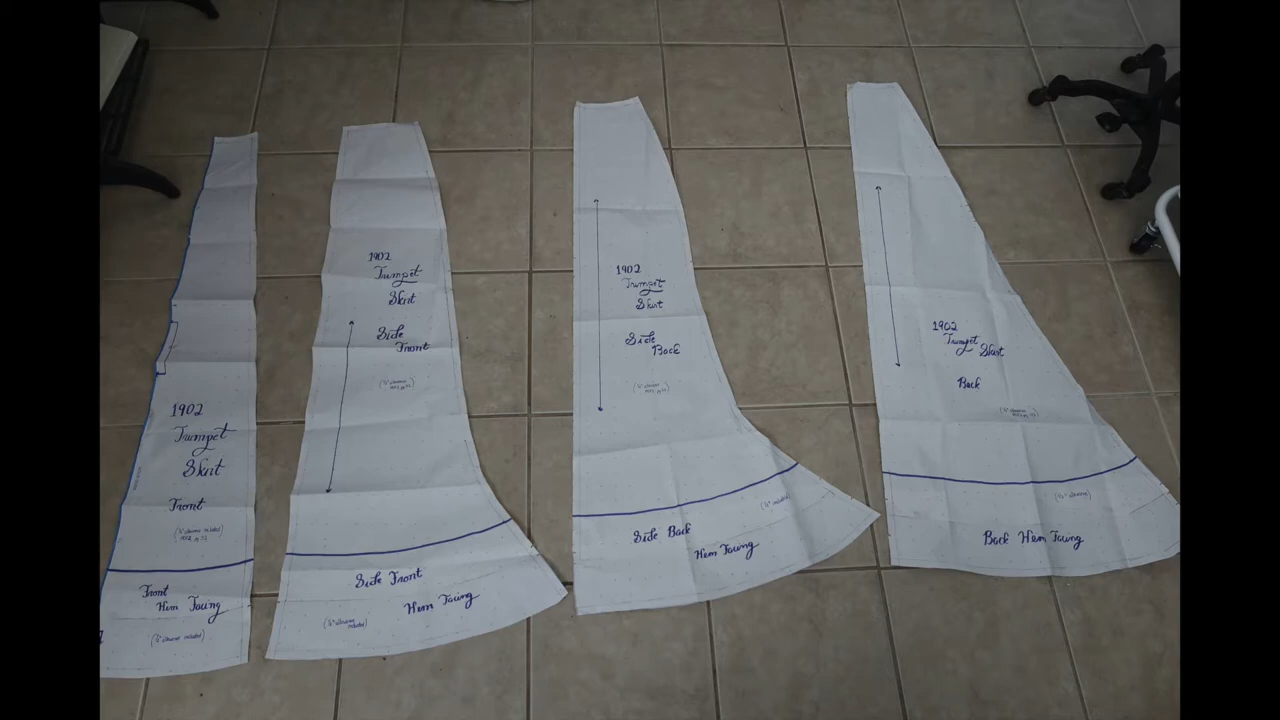 1902
Trumpet
Skirt
Front
Front
Hem Facing
1902
Trumpet
Skirt
Side
Front
Side Front
Hem Facing
1902
Trumpet
Skirt
Side
Back
Side Back
Hem Facing
1902
Trumpet
Skirt
Back
Back Hem Facing